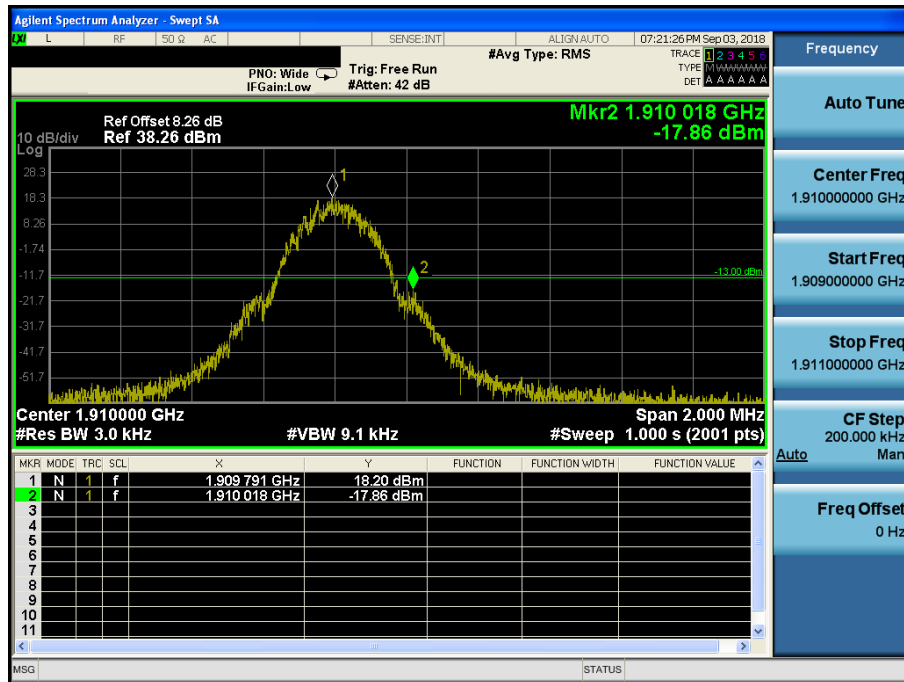 Agilent Spectrum Analyzer - Swept SA
LXI L RF 50 Ω AC SENSE:INT ALIGN AUTO 07:21:26 PM Sep 03, 2018
#Avg Type: RMS TRACE 1 2 3 4 5 6
PNO: Wide Trig: Free Run TYPE M WWWWW
IFGain:Low #Atten: 42 dB DET A A A A A A
Mkr2 1.910 018 GHz
-17.86 dBm
Ref Offset 8.26 dB
10 dB/div Ref 38.26 dBm
Log
28.3
18.3
8.26
-1.74
-11.7
-21.7
-31.7
-41.7
-51.7
1
2
-13.00 dBm
Center 1.910000 GHz Span 2.000 MHz
#Res BW 3.0 kHz #VBW 9.1 kHz #Sweep 1.000 s (2001 pts)
MKR MODE TRC SCL X Y FUNCTION FUNCTION WIDTH FUNCTION VALUE
1 N 1 f 1.909 791 GHz 18.20 dBm
2 N 1 f 1.910 018 GHz -17.86 dBm
3
4
5
6
7
8
9
10
11
MSG STATUS
Frequency
Auto Tune
Center Freq
1.910000000 GHz
Start Freq
1.909000000 GHz
Stop Freq
1.911000000 GHz
CF Step
200.000 kHz
Auto Man
Freq Offset
0 Hz